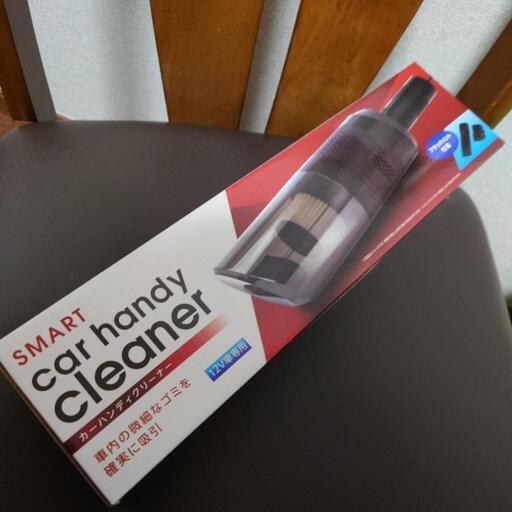 SMART
car handy
cleaner
カーハンディクリーナー
12V車専用
車内の微細なゴミを
確実に吸引